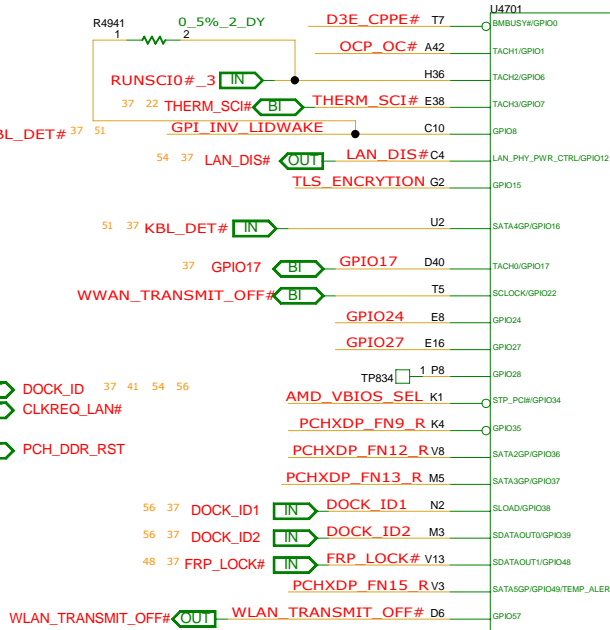 U4701
R4941 0_5%_2_DY
1 2
D3E_CPPE# T7 BMBUSY#/GPIO0
OCP_OC# A42 TACH1/GPIO1
RUNSCI0#_3 IN H36 TACH2/GPIO6
37 22 THERM_SCI# BI THERM_SCI# E38 TACH3/GPIO7
BL_DET# 37 51 GPI_INV_LIDWAKE C10 GPIO8
54 37 LAN_DIS# OUT LAN_DIS# C4 LAN_PHY_PWR_CTRL/GPIO12
TLS_ENCRYTION G2 GPIO15
51 37 KBL_DET# IN U2 SATA4GP/GPIO16
37 GPIO17 BI GPIO17 D40 TACH0/GPIO17
WWAN_TRANSMIT_OFF# BI T5 SCLOCK/GPIO22
GPIO24 E8 GPIO24
GPIO27 E16 GPIO27
TP834 1 P8 GPIO28
DOCK_ID 37 41 54 56
AMD_VBIOS_SEL K1 STP_PCI#/GPIO34
CLKREQ_LAN#
PCHXDP_FN9_R K4 GPIO35
PCH_DDR_RST
PCHXDP_FN12_R V8 SATA2GP/GPIO36
PCHXDP_FN13_R M5 SATA3GP/GPIO37
56 37 DOCK_ID1 IN DOCK_ID1 N2 SLOAD/GPIO38
56 37 DOCK_ID2 IN DOCK_ID2 M3 SDATAOUT0/GPIO39
48 37 FRP_LOCK# IN FRP_LOCK# V13 SDATAOUT1/GPIO48
PCHXDP_FN15_R V3 SATA5GP/GPIO49/TEMP_ALER
WLAN_TRANSMIT_OFF# OUT WLAN_TRANSMIT_OFF# D6 GPIO57